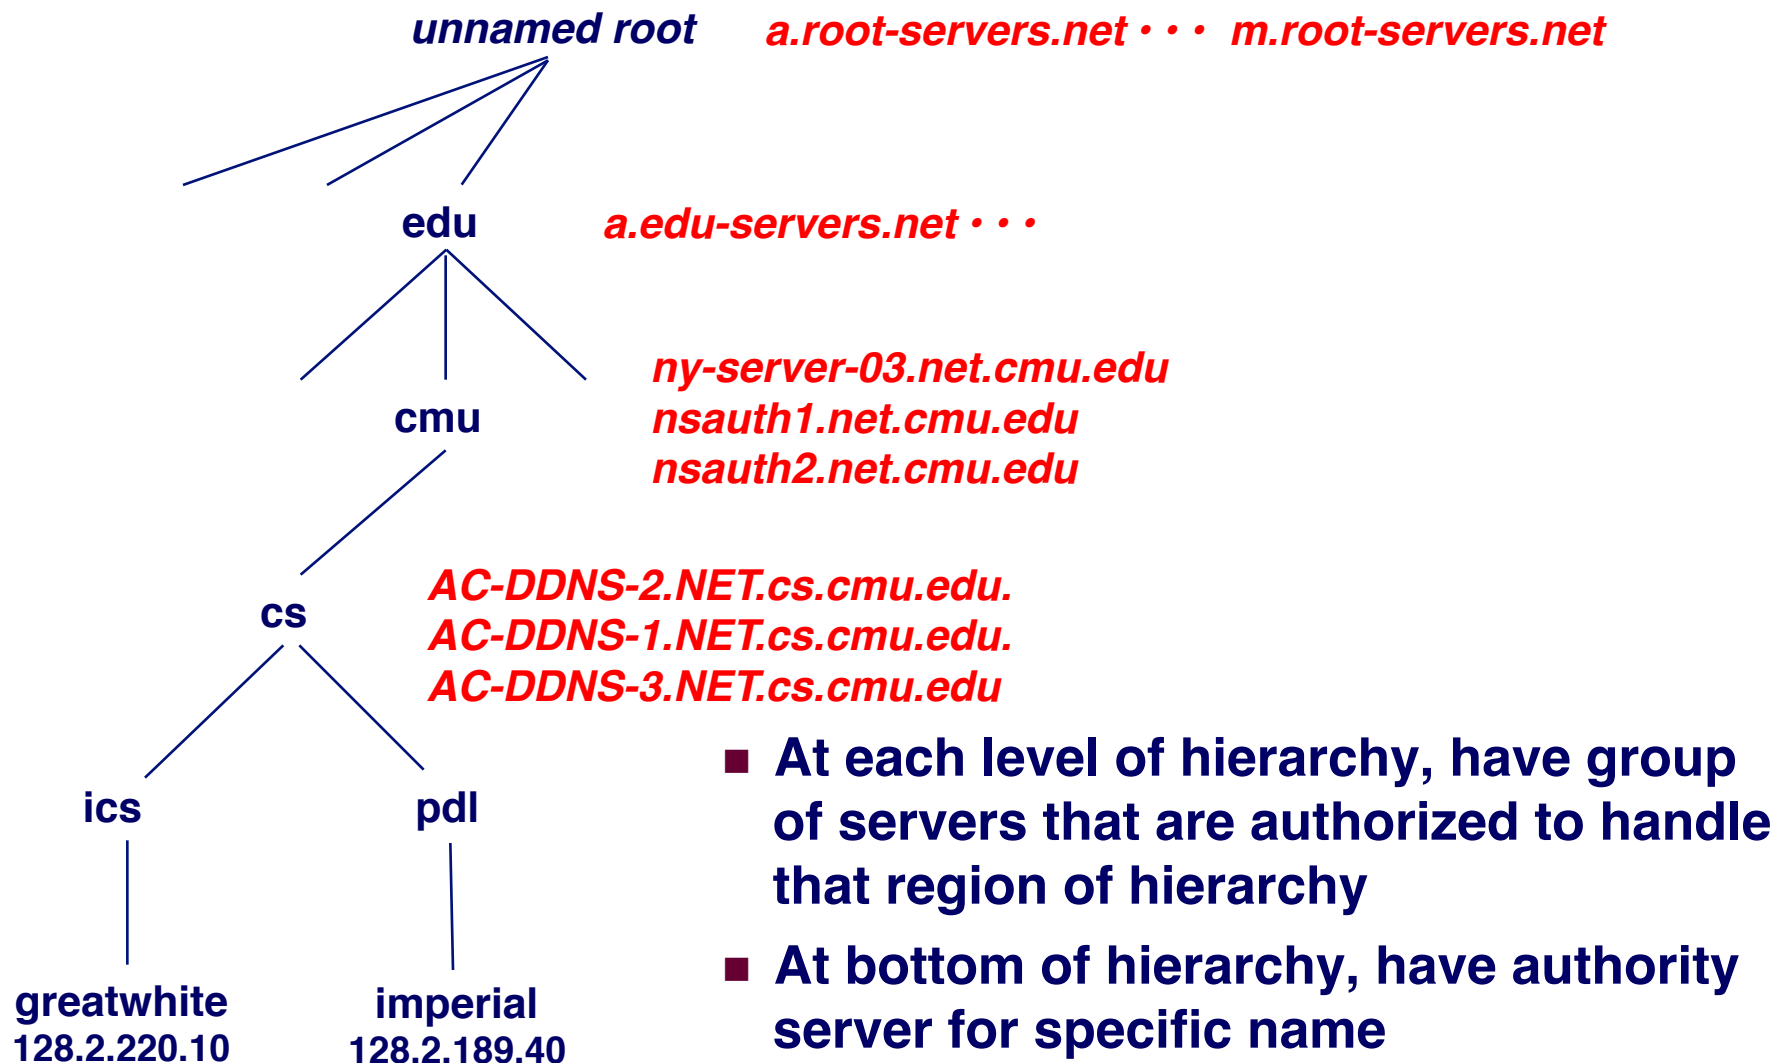 unnamed root a.root-servers.net • • • m.root-servers.net
edu a.edu-servers.net • • •
ny-server-03.net.cmu.edu
cmu nsauth1.net.cmu.edu
nsauth2.net.cmu.edu
AC-DDNS-2.NET.cs.cmu.edu.
cs
AC-DDNS-1.NET.cs.cmu.edu.
AC-DDNS-3.NET.cs.cmu.edu
■ At each level of hierarchy, have group
of servers that are authorized to handle
that region of hierarchy
ics pdl
■ At bottom of hierarchy, have authority
server for specific name
greatwhite imperial
128.2.220.10 128.2.189.40